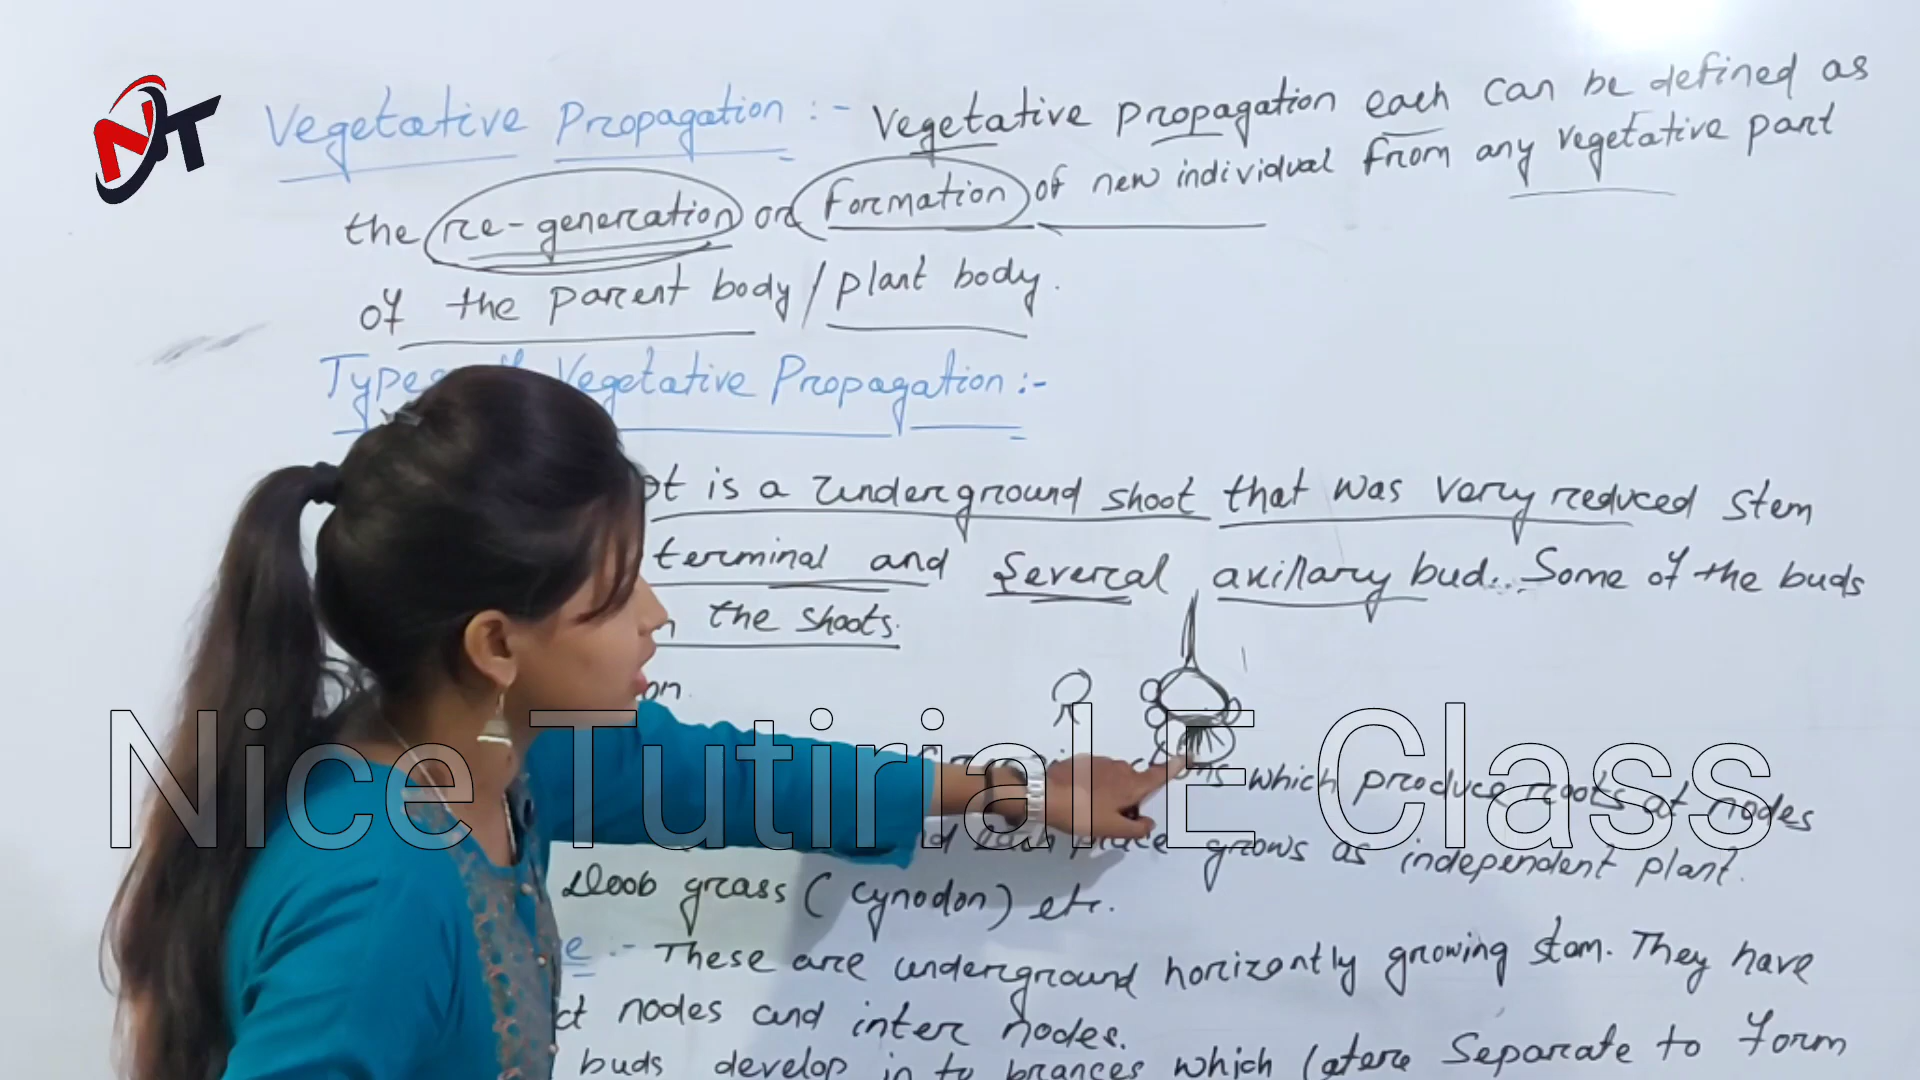 NT
Vegetative Propagation :- Vegetative Propagation each can be defined as
the re-generation or formation of new individual from any vegetative part
of the parent body / plant body.
Types of Vegetative Propagation :-
is a underground shoot that was very reduced stem
terminal and Several axillary bud... Some of the buds
the shoots.
Nice Tutirial E Class
which produce roots at nodes
grows as independent plant.
Doob grass ( cynodon ) etc.
:- These are underground horizontly growing stem. They have
nodes and inter nodes.
buds develop in to brances which latere Separate to form